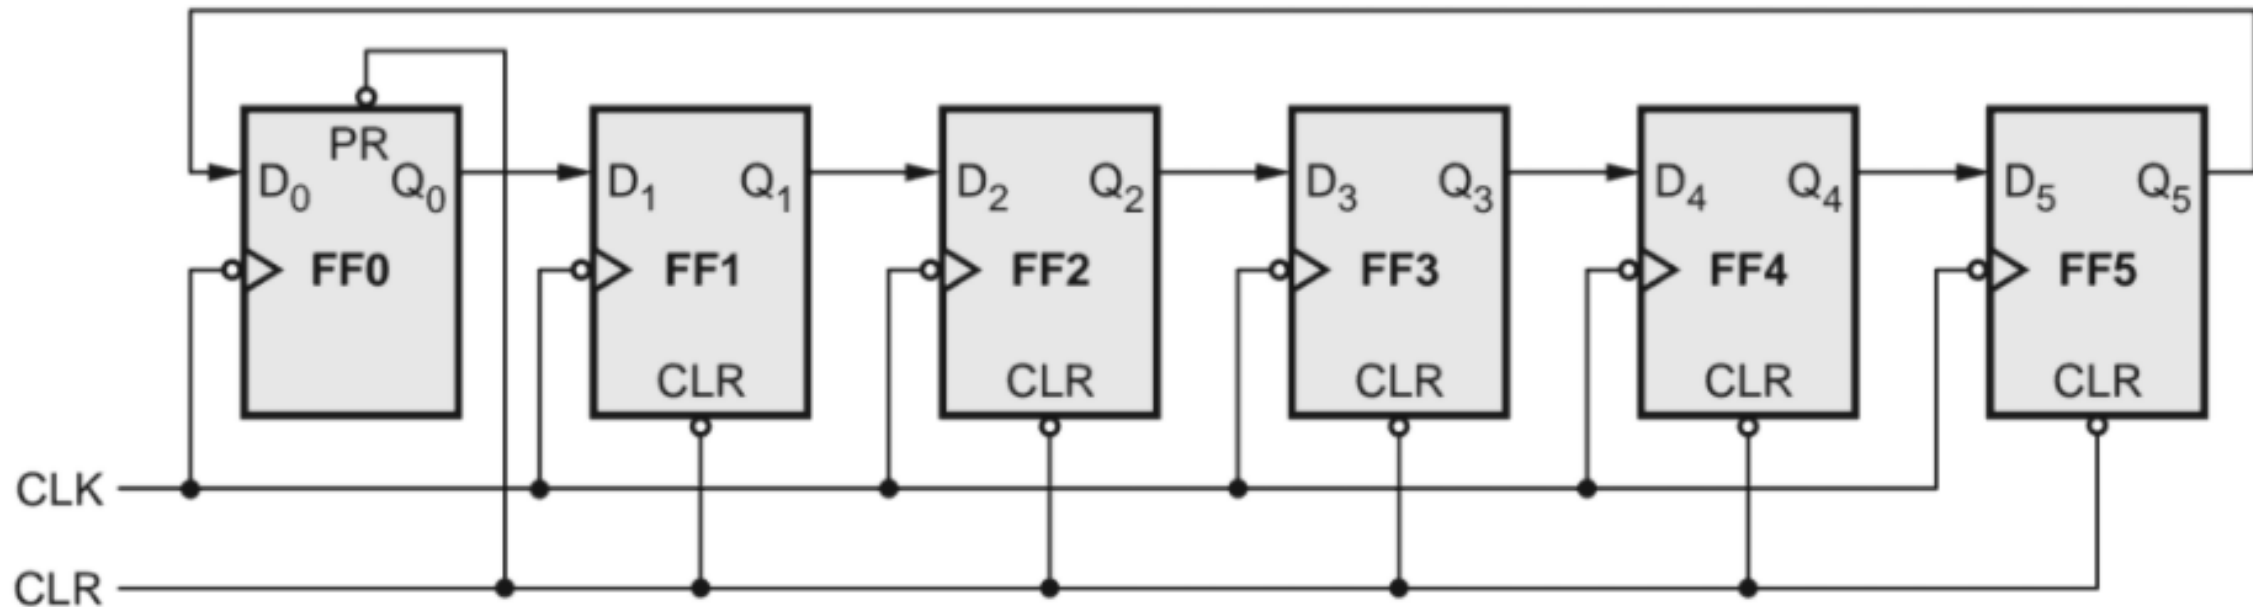 PR
D0 Q0 D1 Q1 D2 Q2 D3 Q3 D4 Q4 D5 Q5
FF0 FF1 FF2 FF3 FF4 FF5
CLR CLR CLR CLR CLR
CLK
CLR